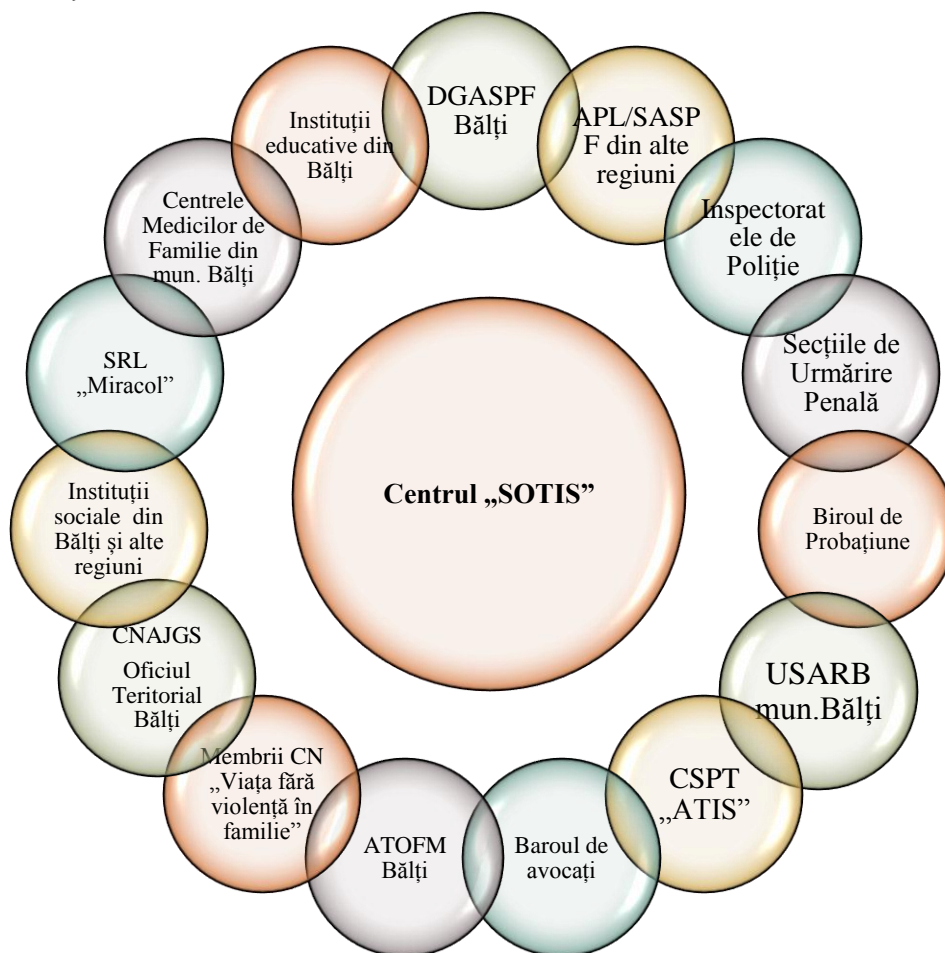 DGASPF
Bălți
APL/SASP
F din alte
regiuni
Inspectorat
ele de
Poliție
Secțiile de
Urmărire
Penală
Biroul de
Probațiune
USARB
mun.Bălți
CSPT
„ATIS”
Baroul de
avocați
ATOFM
Bălți
Membrii CN
„Viața fără
violență în
familie”
CNAJGS
Oficiul
Teritorial
Bălți
Instituții
sociale din
Bălți și alte
regiuni
SRL
„Miracol”
Centrele
Medicilor de
Familie din
mun. Bălți
Instituții
educative din
Bălți
Centrul „SOTIS”